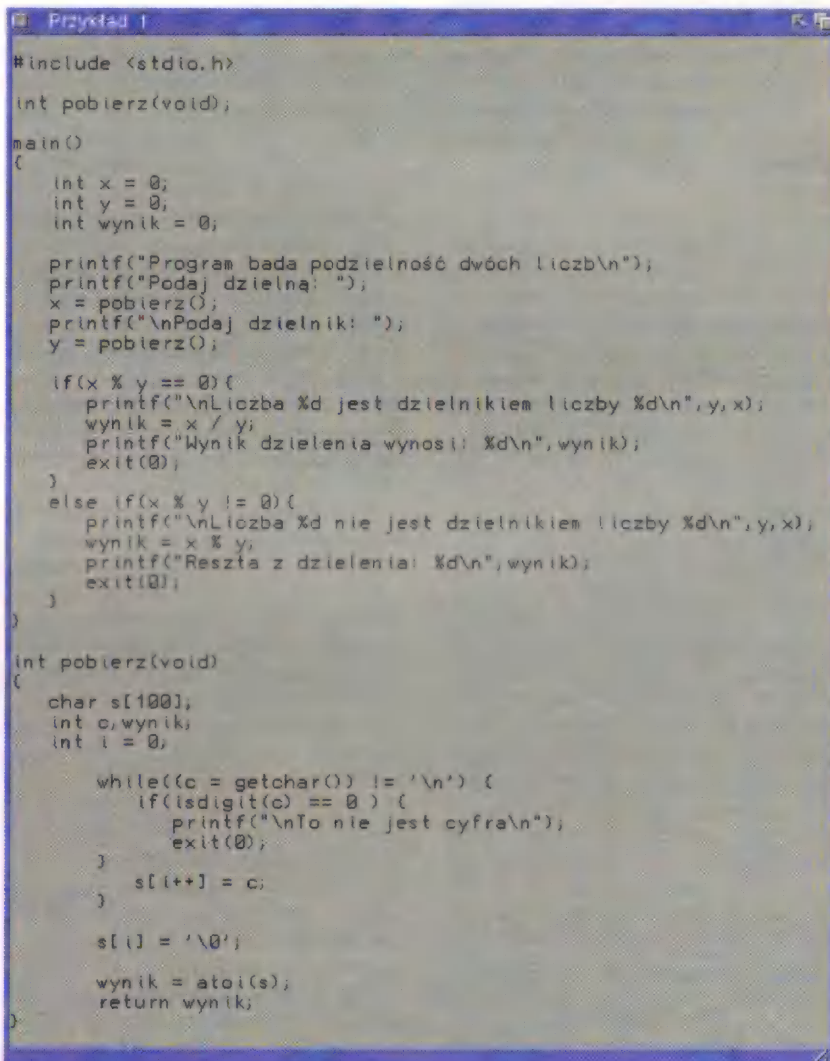 Przykład 1
#include <stdio.h>
int pobierz(void);
main()
{
int x = 0;
int y = 0;
int wynik = 0;
printf("Program bada podzielność dwóch liczb\n");
printf("Podaj dzielną: ");
x = pobierz();
printf("\nPodaj dzielnik: ");
y = pobierz();
if(x % y == 0){
printf("\nLiczba %d jest dzielnikiem liczby %d\n",y,x);
wynik = x / y;
printf("Wynik dzielenia wynosi: %d\n",wynik);
exit(0);
}
else if(x % y != 0){
printf("\nLiczba %d nie jest dzielnikiem liczby %d\n",y,x);
wynik = x % y;
printf("Reszta z dzielenia: %d\n",wynik);
exit(0);
}
}
int pobierz(void)
{
char s[100];
int c,wynik;
int i = 0;
while((c = getchar()) != '\n') {
if(isdigit(c) == 0 ) {
printf("\nTo nie jest cyfra\n");
exit(0);
}
s[i++] = c;
}
s[i] = '\0';
wynik = atoi(s);
return wynik;
}